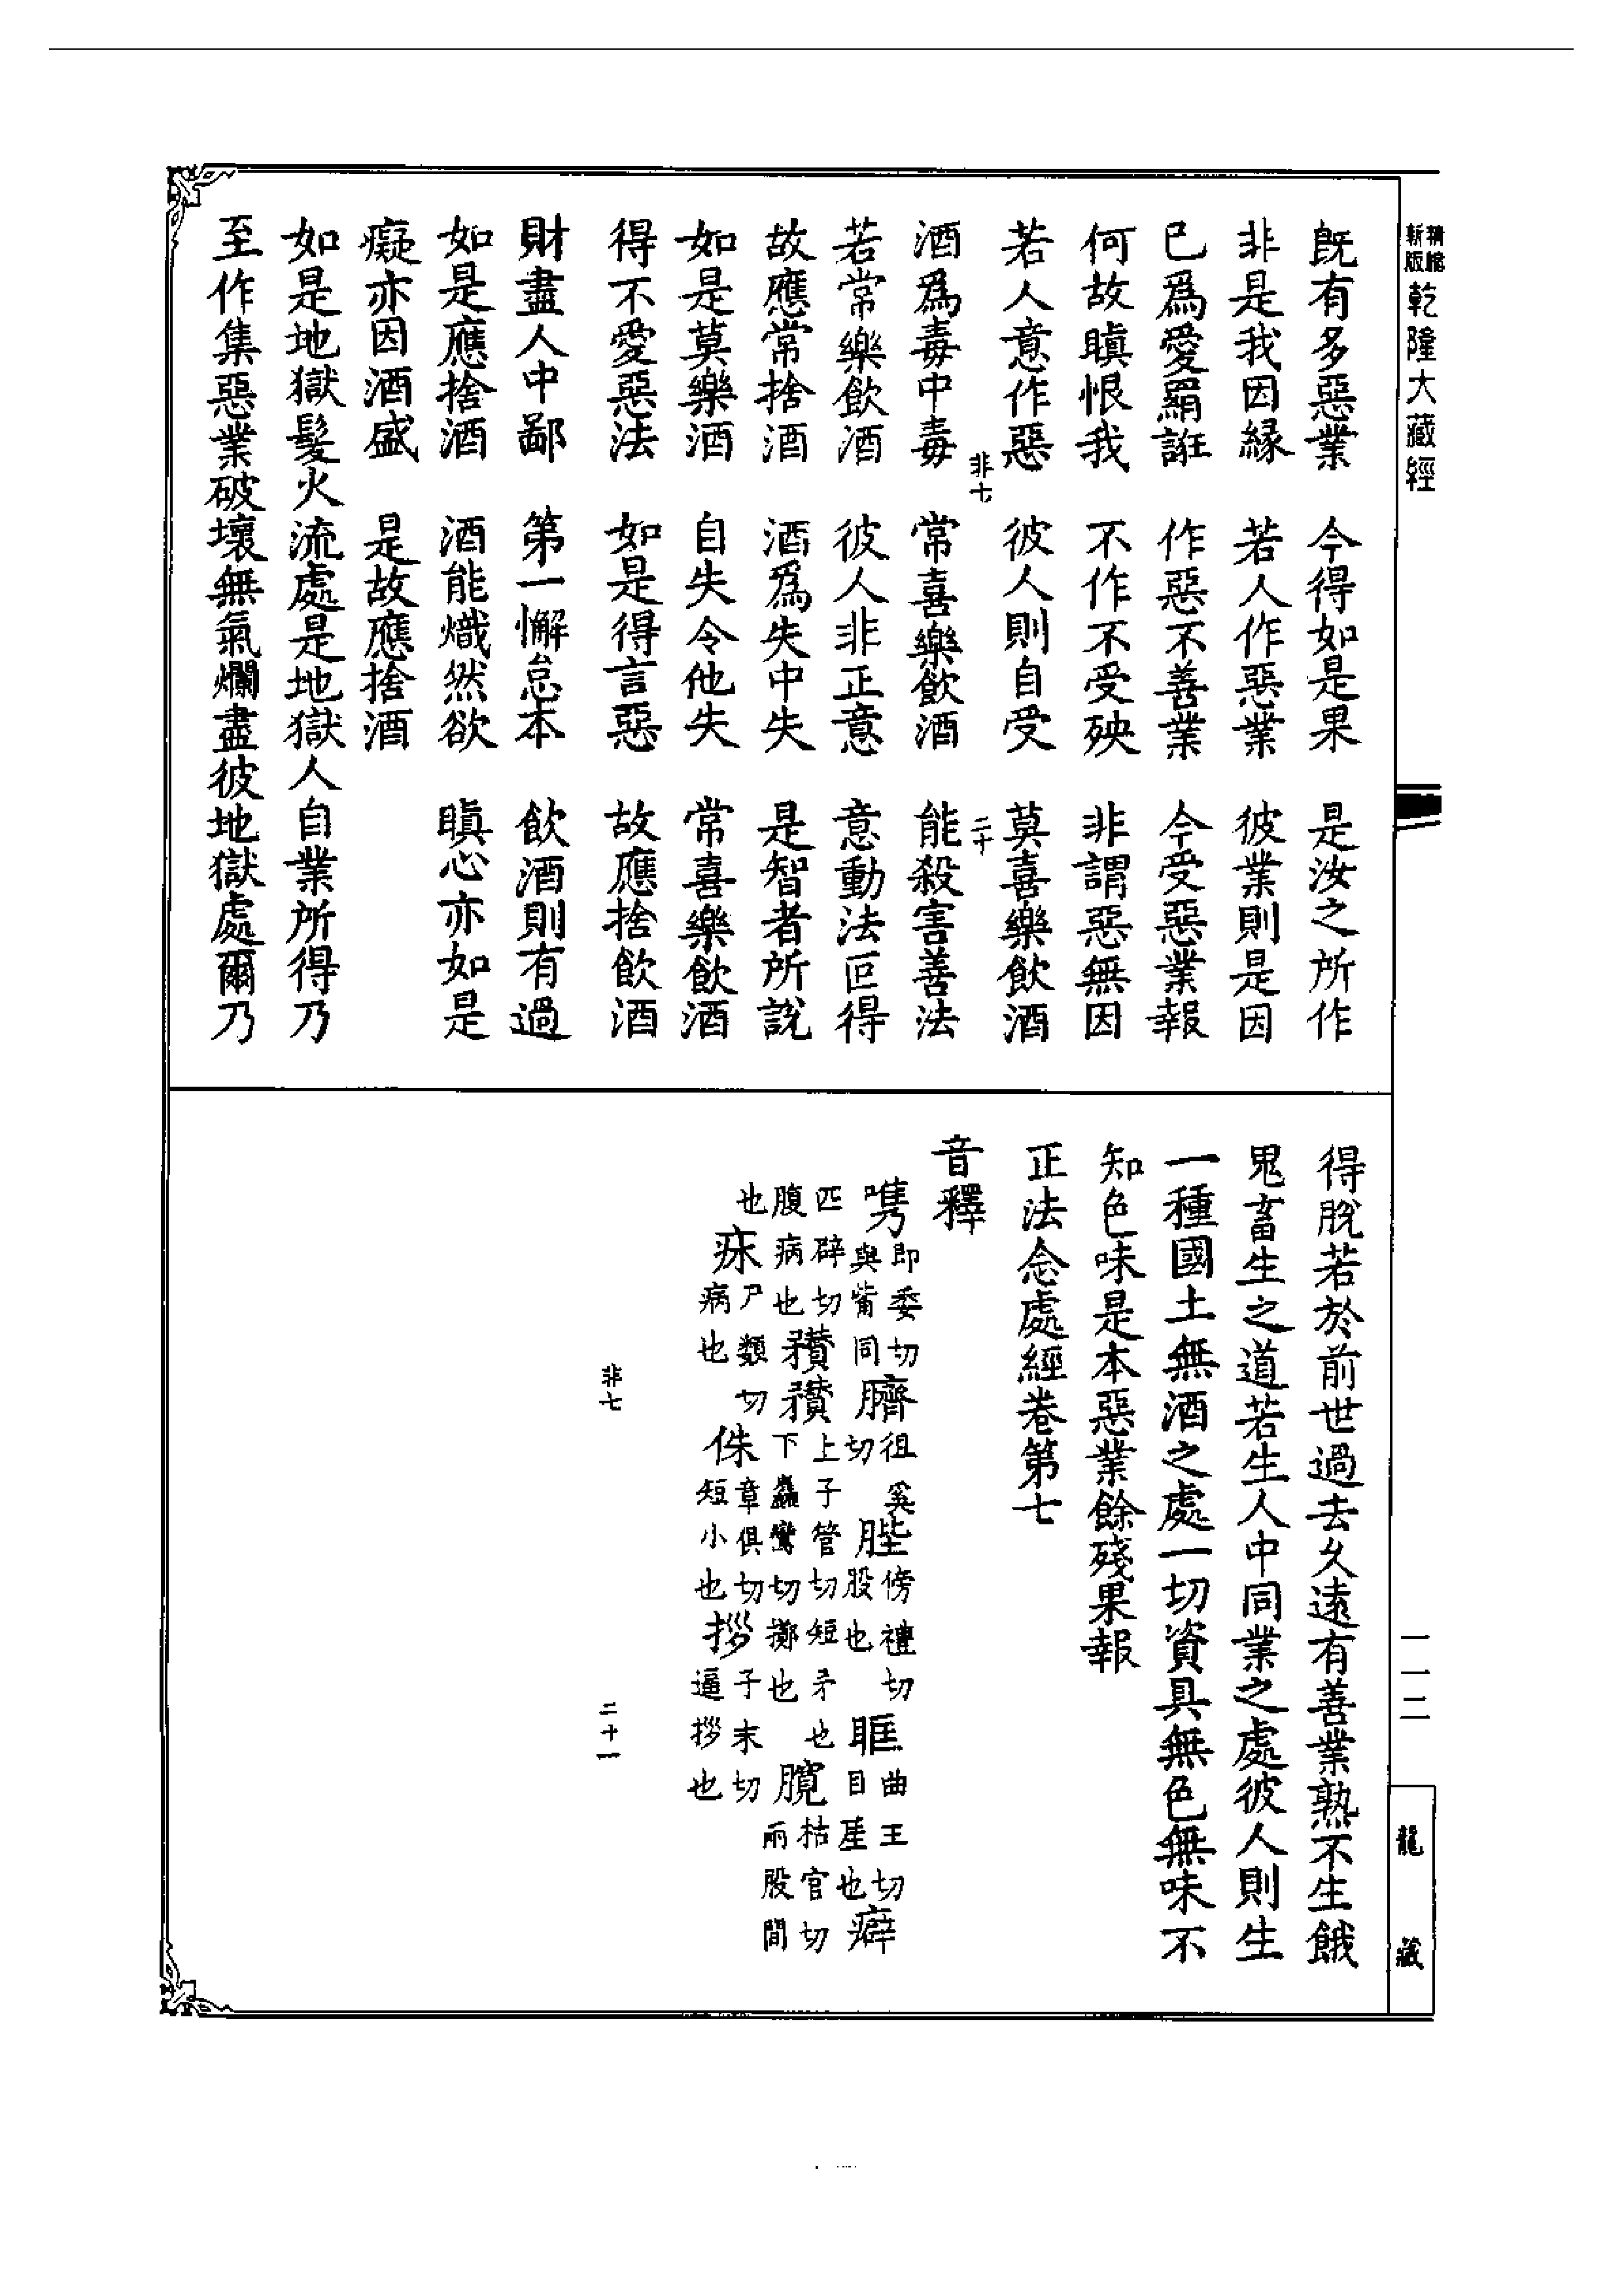 新版
精縮
乾隆大藏經
既有多惡業　今得如是果　是汝之所作
非是我因緣　若人作惡業　彼業則是因
已爲愛羂誑　作惡不善業　今受惡業報
何故瞋恨我　不作不受殃　非謂惡無因
若人意作惡　彼人則自受　莫喜樂飲酒
非七　二十
酒爲毒中毒　常喜樂飲酒　能殺害善法
若常樂飲酒　彼人非正意　意動法叵得
故應常捨酒　酒爲失中失　是智者所說
如是莫樂酒　自失令他失　常喜樂飲酒
得不愛惡法　如是得言惡　故應捨飲酒
財盡人中鄙　第一懈怠本　飲酒則有過
如是應捨酒　酒能熾然欲　瞋心亦如是
癡亦因酒盛　是故應捨酒
如是地獄髮火流處是地獄人自業所得乃
至作集惡業破壞無氣爛盡彼地獄處爾乃
得脫若於前世過去久遠有善業熟不生餓
鬼畜生之道若生人中同業之處彼人則生
一種國土無酒之處一切資具無色無味不
知色味是本惡業餘殘果報
正法念處經卷第七
音釋
㗱即委切與觜同臍徂奚切䏶傍禮切股也眶曲王切目厓也癖
匹辟切腹病也䂎矟上子管切短矛也下麤鸞切擲也臗枯官切兩股間
也𤵜尸類切病也侏章俱切短小也拶子末切逼拶也
非七　二十一
一一二
龍藏